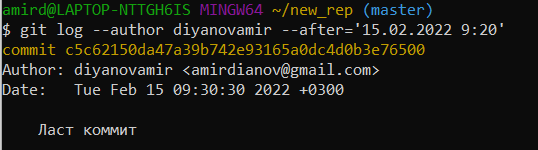 amird@LAPTOP-NTTGH6IS MINGW64 ~/new_rep (master)
$ git log --author diyanovamir --after='15.02.2022 9:20'
commit c5c62150da47a39b742e93165a0dc4d0b3e76500
Author: diyanovamir <amirdianov@gmail.com>
Date:   Tue Feb 15 09:30:30 2022 +0300
    Ласт коммит